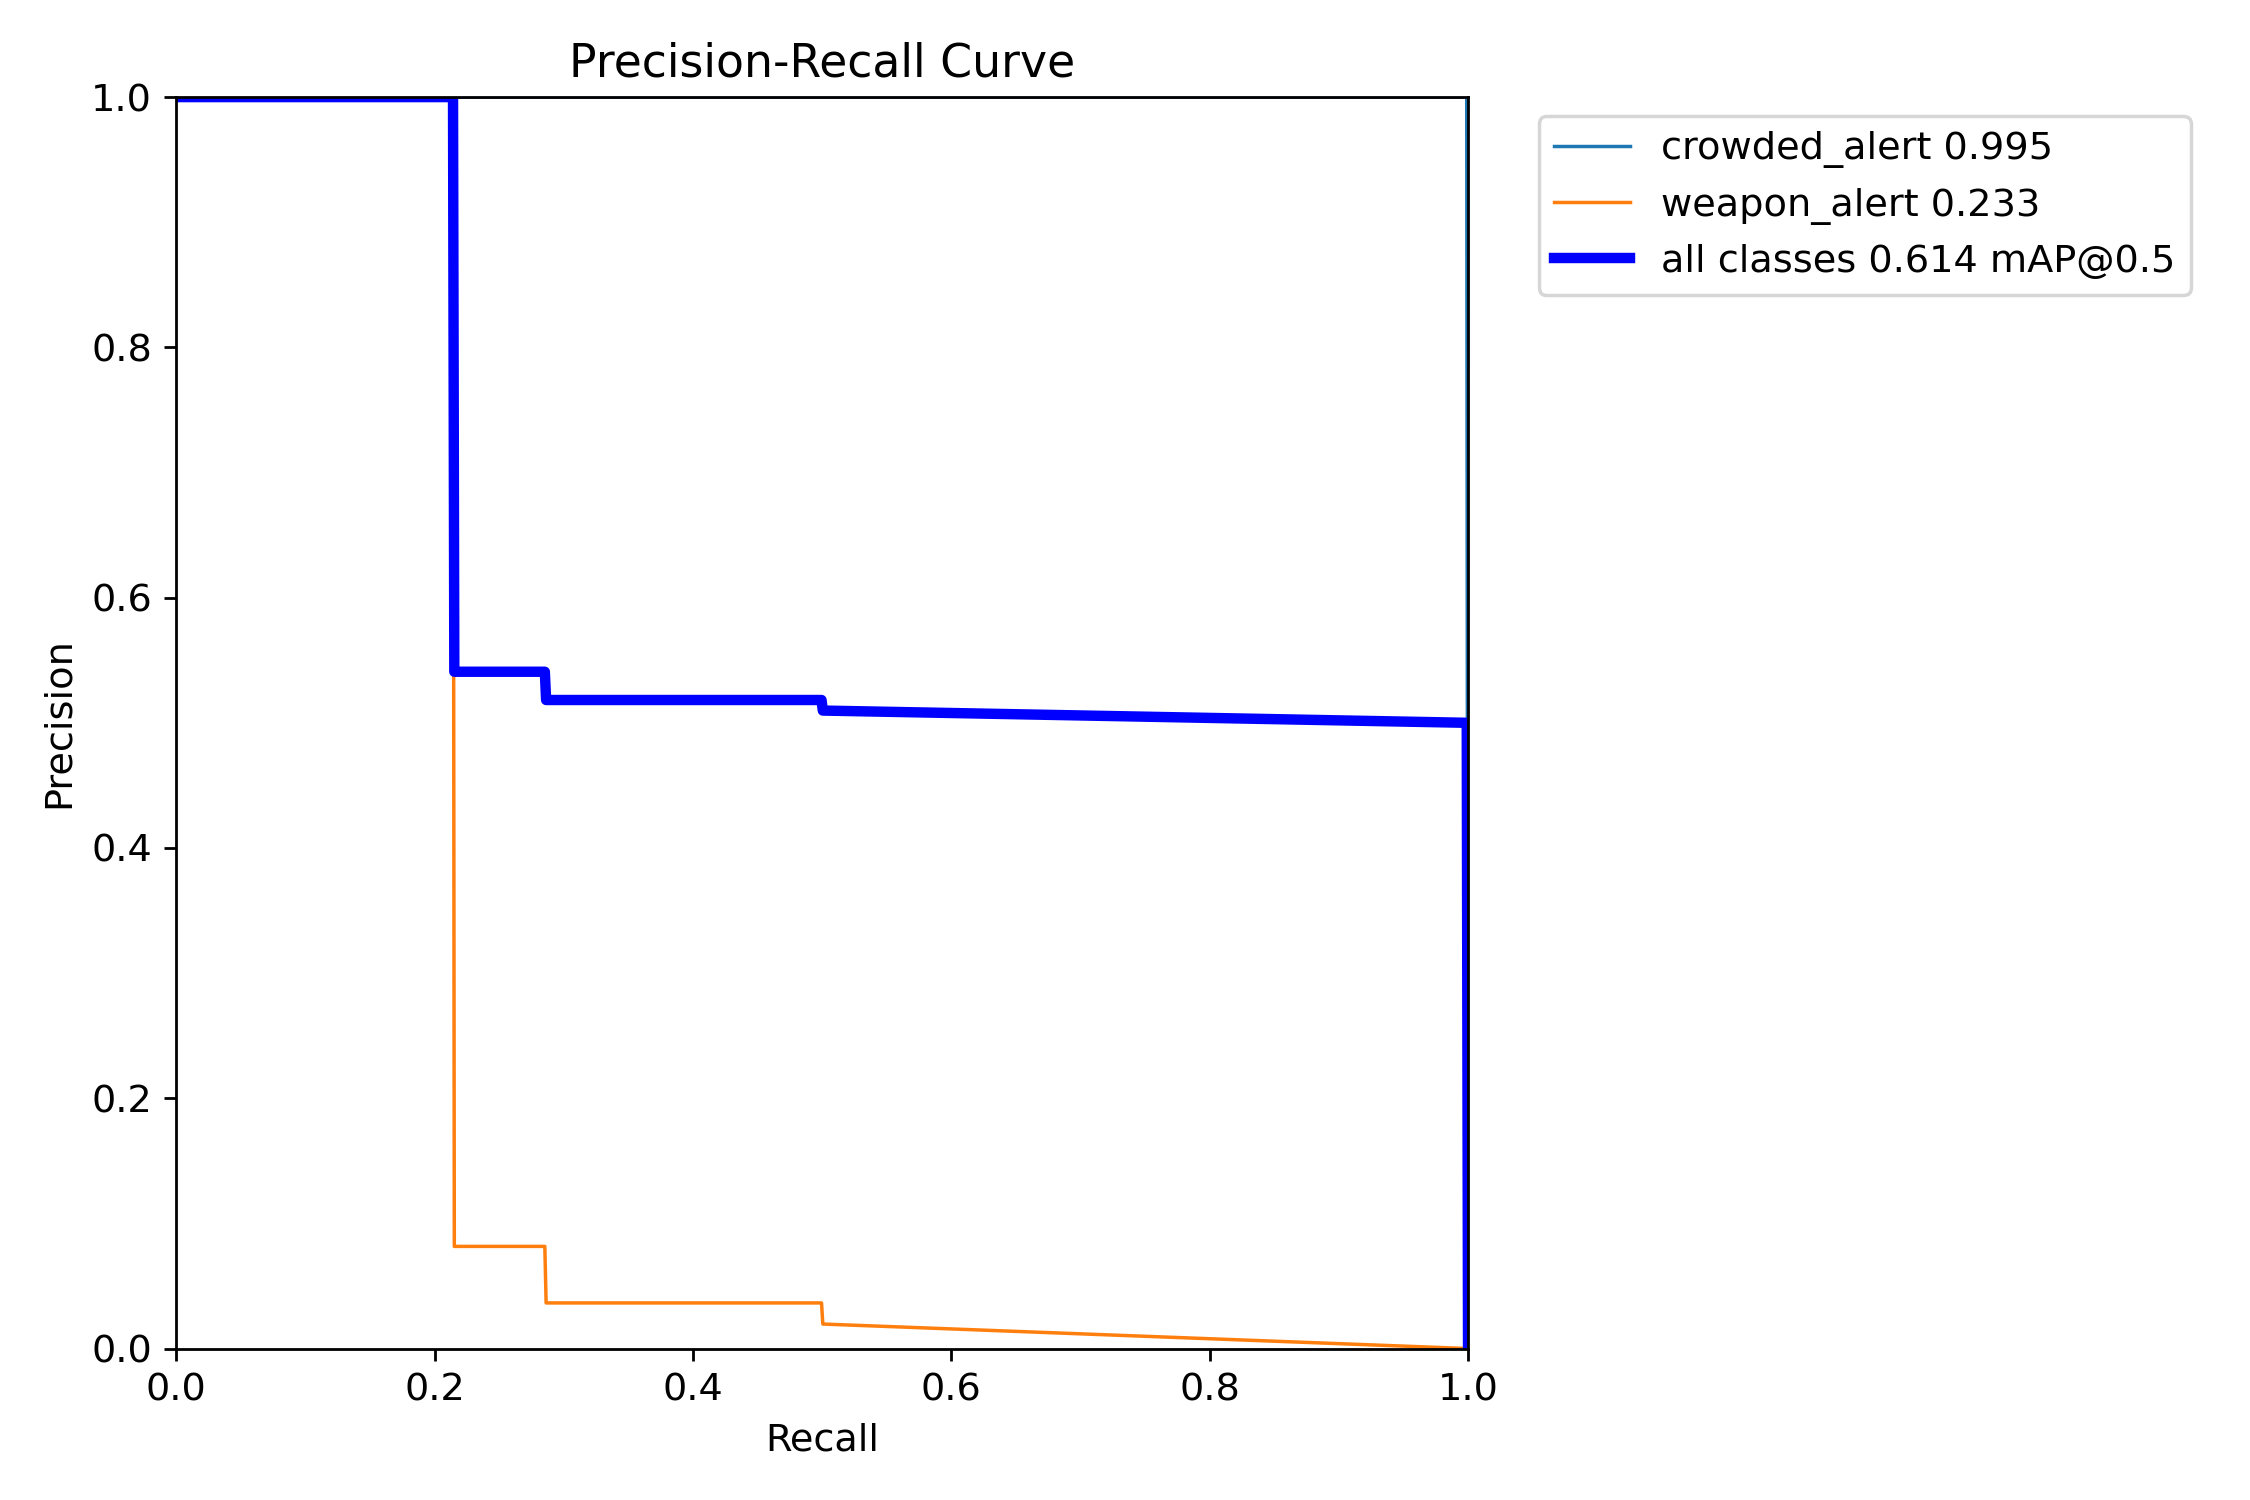 Precision-Recall Curve
1.0
0.8
0.6
0.4
0.2
0.0
Precision
0.0 0.2 0.4 0.6 0.8 1.0
Recall
crowded_alert 0.995
weapon_alert 0.233
all classes 0.614 mAP@0.5